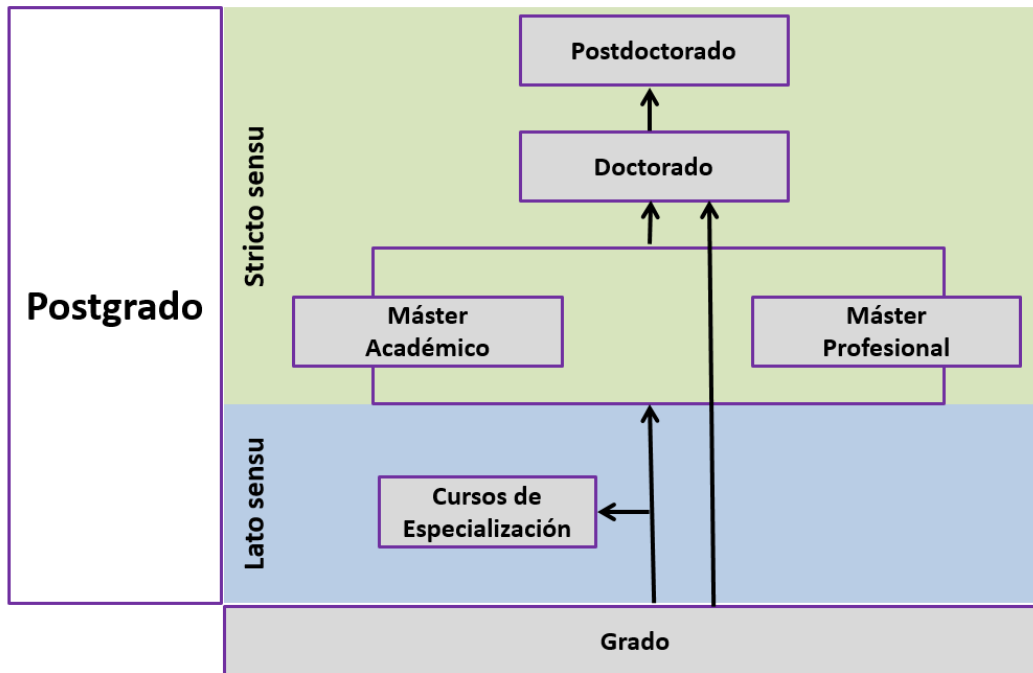 Postgrado
Stricto sensu
Postdoctorado
Doctorado
Máster
Académico
Máster
Profesional
Lato sensu
Cursos de
Especialización
Grado